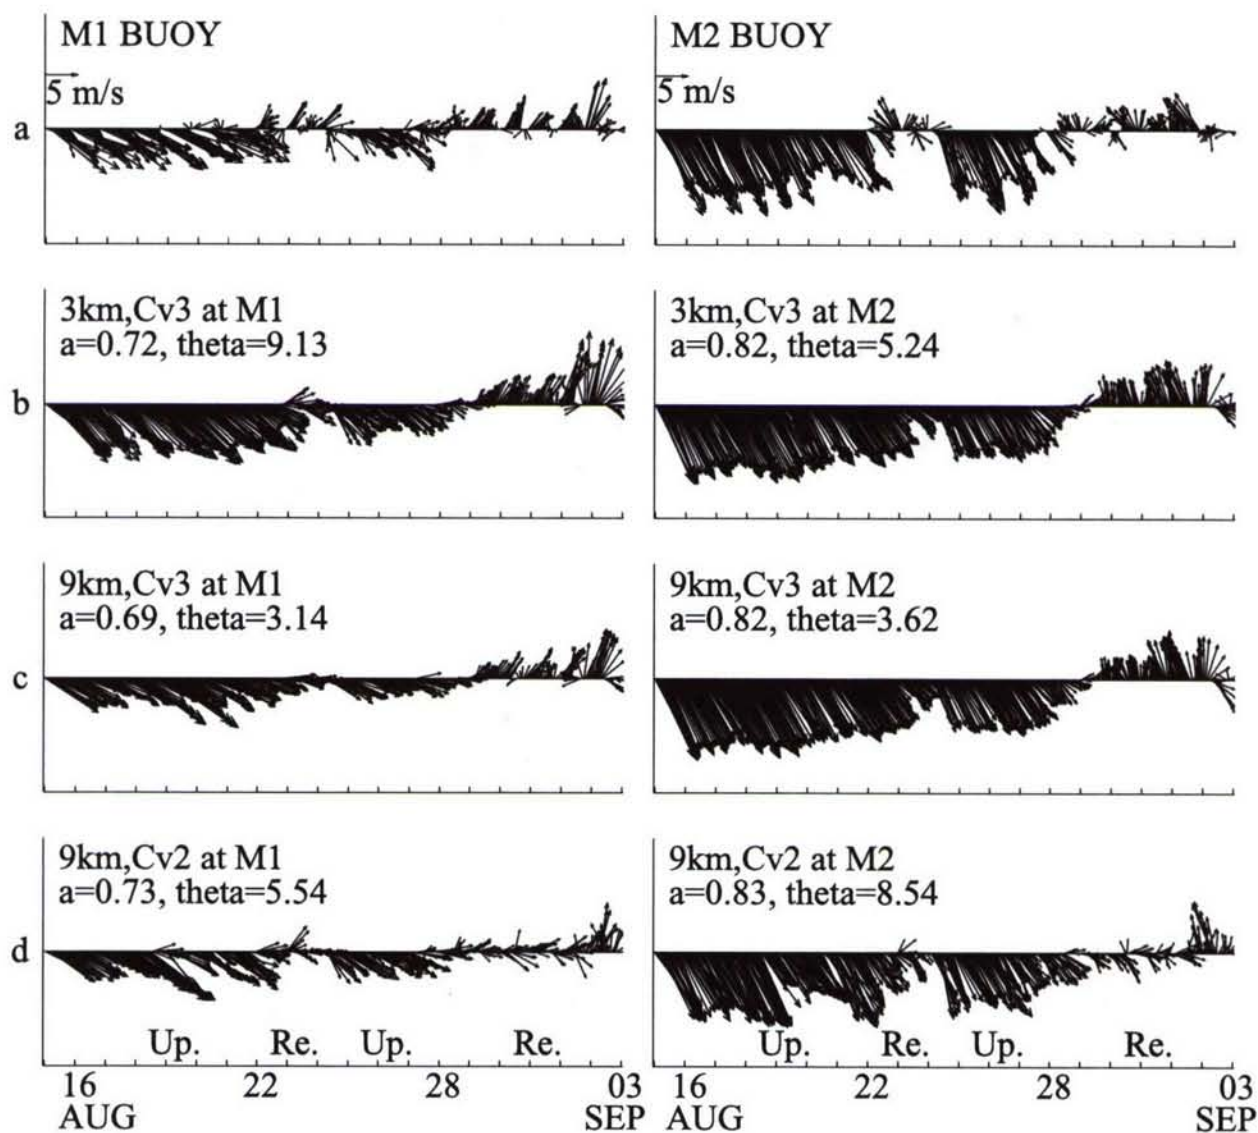 M1 BUOY
5 m/s
a
M2 BUOY
5 m/s
3km,Cv3 at M1
a=0.72, theta=9.13
b
3km,Cv3 at M2
a=0.82, theta=5.24
9km,Cv3 at M1
a=0.69, theta=3.14
c
9km,Cv3 at M2
a=0.82, theta=3.62
9km,Cv2 at M1
a=0.73, theta=5.54
d
9km,Cv2 at M2
a=0.83, theta=8.54
Up. Re. Up. Re.
Up. Re. Up. Re.
16 22 28 03
AUG SEP
16 22 28 03
AUG SEP